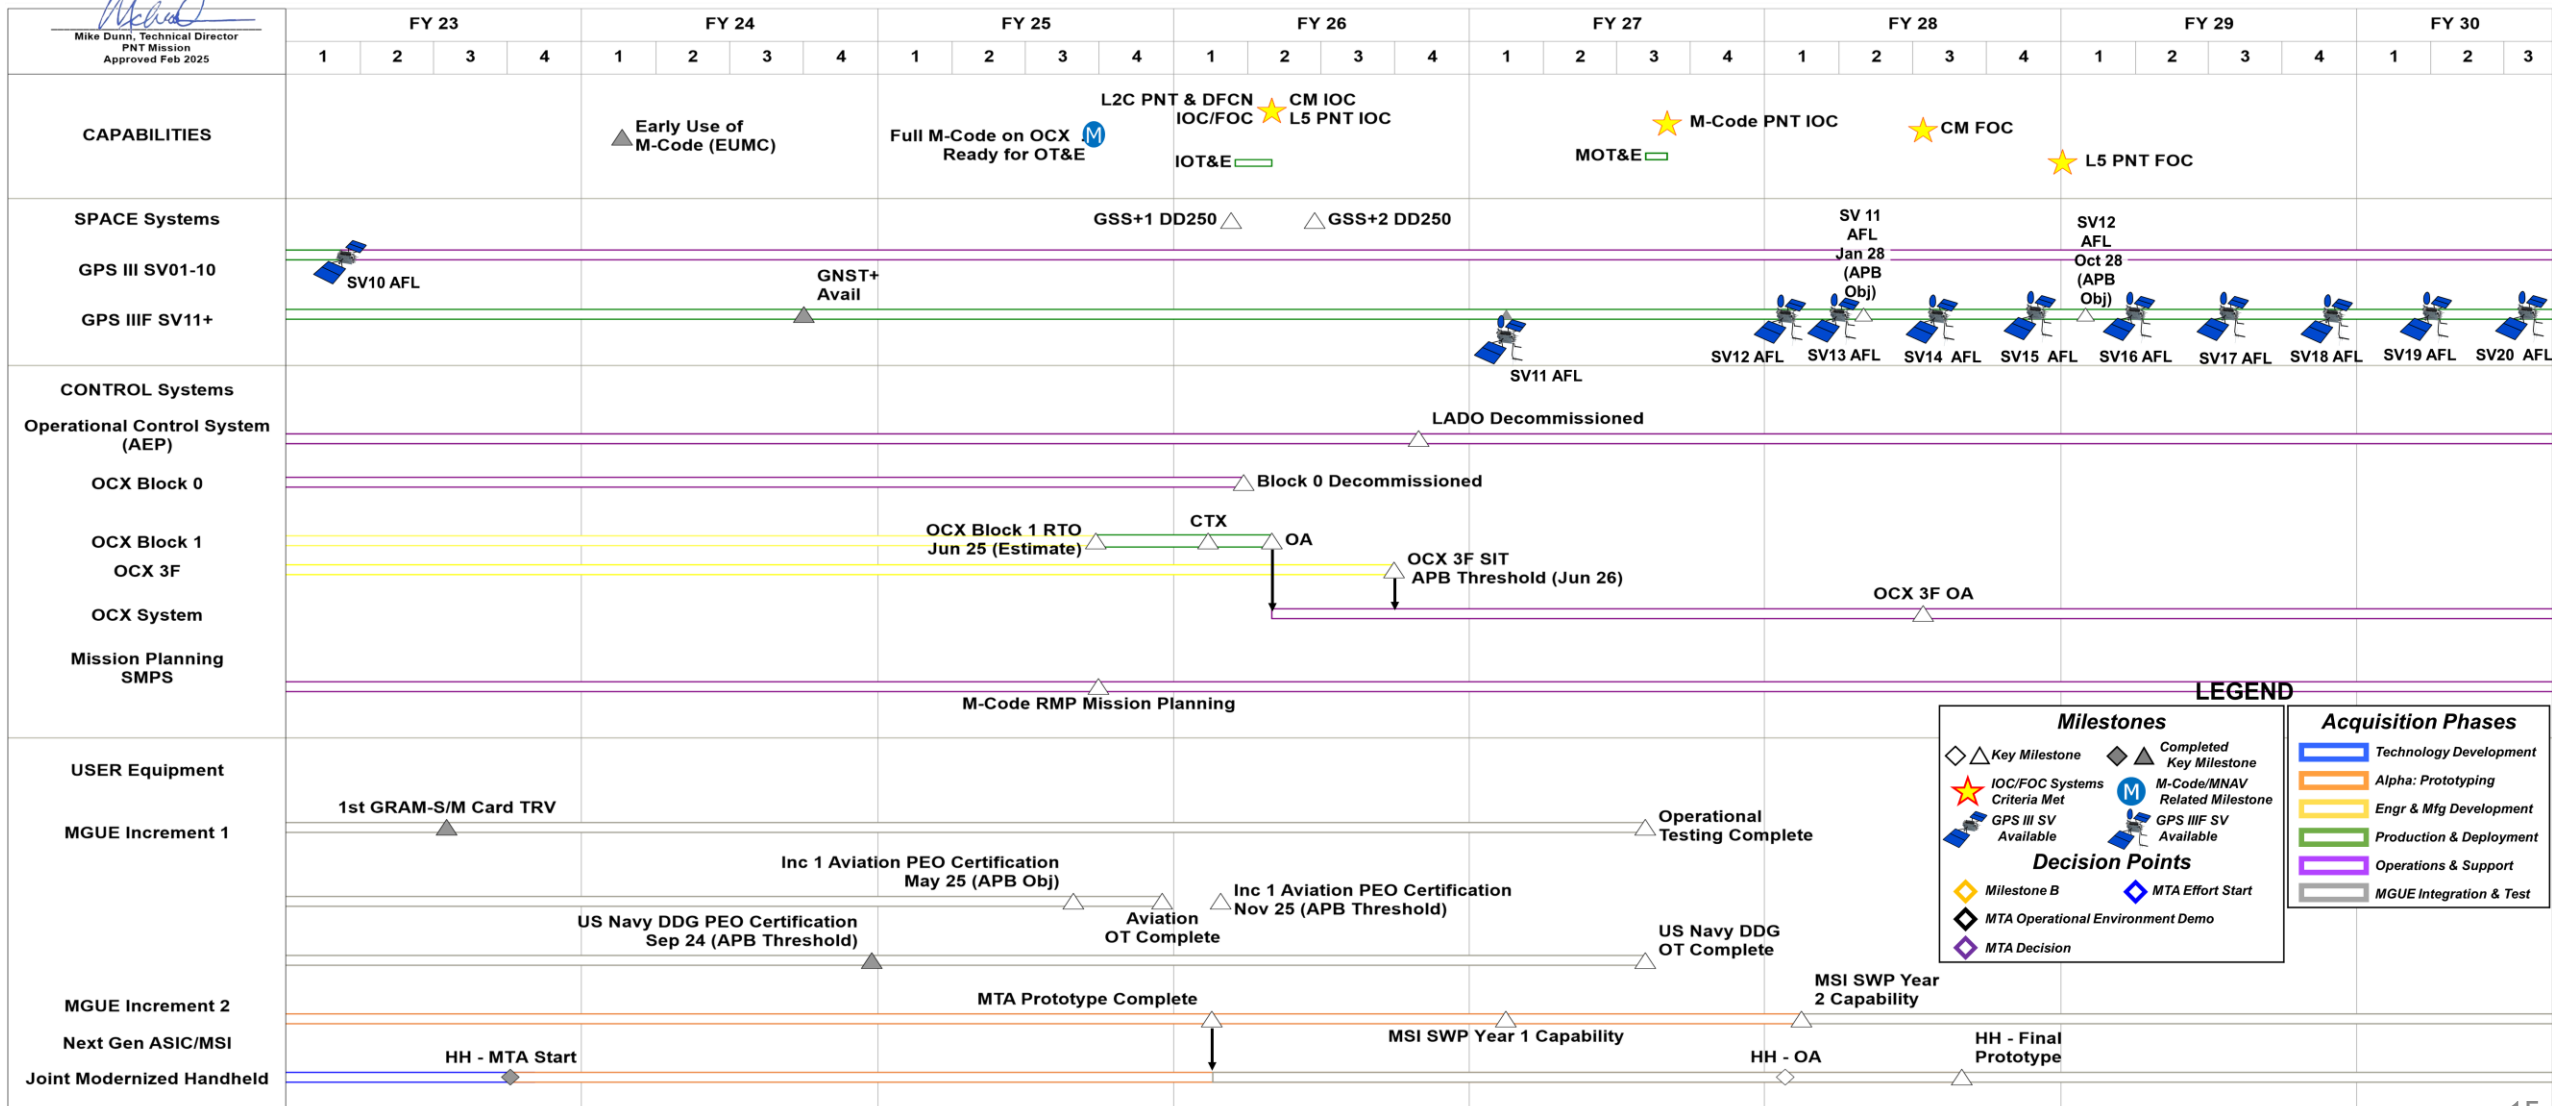 Mike Dunn, Technical Director
PNT Mission
Approved Feb 2025
FY 23
FY 24
FY 25
FY 26
FY 27
FY 28
FY 29
FY 30
1 2 3 4 1 2 3 4 1 2 3 4 1 2 3 4 1 2 3 4 1 2 3 4 1 2 3 4 1 2 3
CAPABILITIES
Early Use of
M-Code (EUMC)
Full M-Code on OCX
Ready for OT&E
M
L2C PNT & DFCN
IOC/FOC
CM IOC
L5 PNT IOC
IOT&E
MOT&E
M-Code PNT IOC
CM FOC
L5 PNT FOC
SPACE Systems
GSS+1 DD250
GSS+2 DD250
SV 11
AFL
Jan 28
(APB
Obj)
SV12
AFL
Oct 28
(APB
Obj)
GPS III SV01-10
SV10 AFL
GNST+
Avail
GPS IIIF SV11+
SV11 AFL
SV12 AFL
SV13 AFL
SV14 AFL
SV15 AFL
SV16 AFL
SV17 AFL
SV18 AFL
SV19 AFL
SV20 AFL
CONTROL Systems
Operational Control System
(AEP)
LADO Decommissioned
OCX Block 0
Block 0 Decommissioned
OCX Block 1
OCX Block 1 RTO
Jun 25 (Estimate)
CTX
OA
OCX 3F
OCX 3F SIT
APB Threshold (Jun 26)
OCX System
OCX 3F OA
Mission Planning
SMPS
M-Code RMP Mission Planning
LEGEND
Milestones
Key Milestone
Completed
Key Milestone
IOC/FOC Systems
Criteria Met
M
M-Code/MNAV
Related Milestone
GPS III SV
Available
GPS IIIF SV
Available
Decision Points
Milestone B
MTA Effort Start
MTA Operational Environment Demo
MTA Decision
Acquisition Phases
Technology Development
Alpha: Prototyping
Engr & Mfg Development
Production & Deployment
Operations & Support
MGUE Integration & Test
USER Equipment
MGUE Increment 1
1st GRAM-S/M Card TRV
Operational
Testing Complete
Inc 1 Aviation PEO Certification
May 25 (APB Obj)
Aviation
OT Complete
Inc 1 Aviation PEO Certification
Nov 25 (APB Threshold)
US Navy DDG PEO Certification
Sep 24 (APB Threshold)
US Navy DDG
OT Complete
MGUE Increment 2
MTA Prototype Complete
MSI SWP Year 1 Capability
MSI SWP Year
2 Capability
Next Gen ASIC/MSI
Joint Modernized Handheld
HH - MTA Start
HH - OA
HH - Final
Prototype